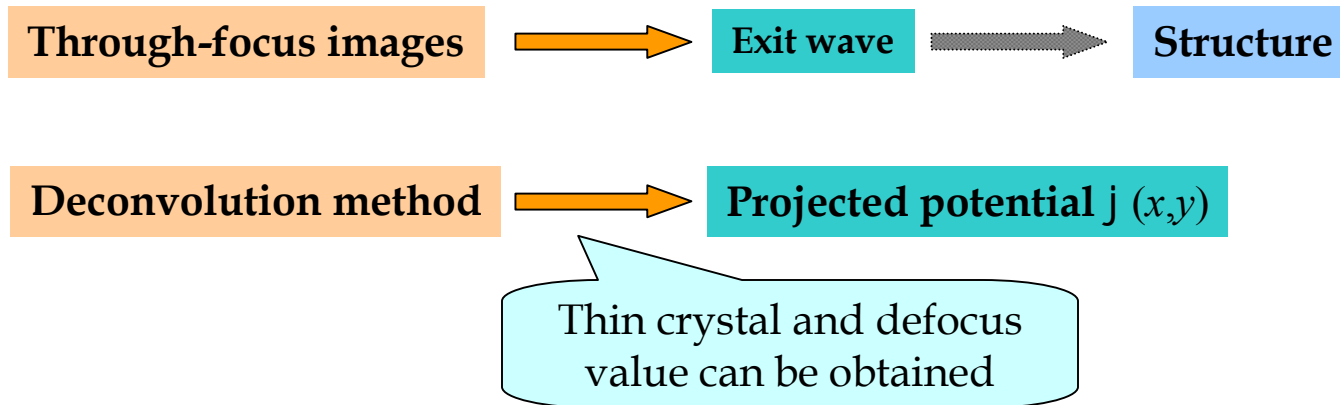 Through-focus images
Exit wave
Structure
Deconvolution method
Projected potential j (x,y)
Thin crystal and defocus
value can be obtained